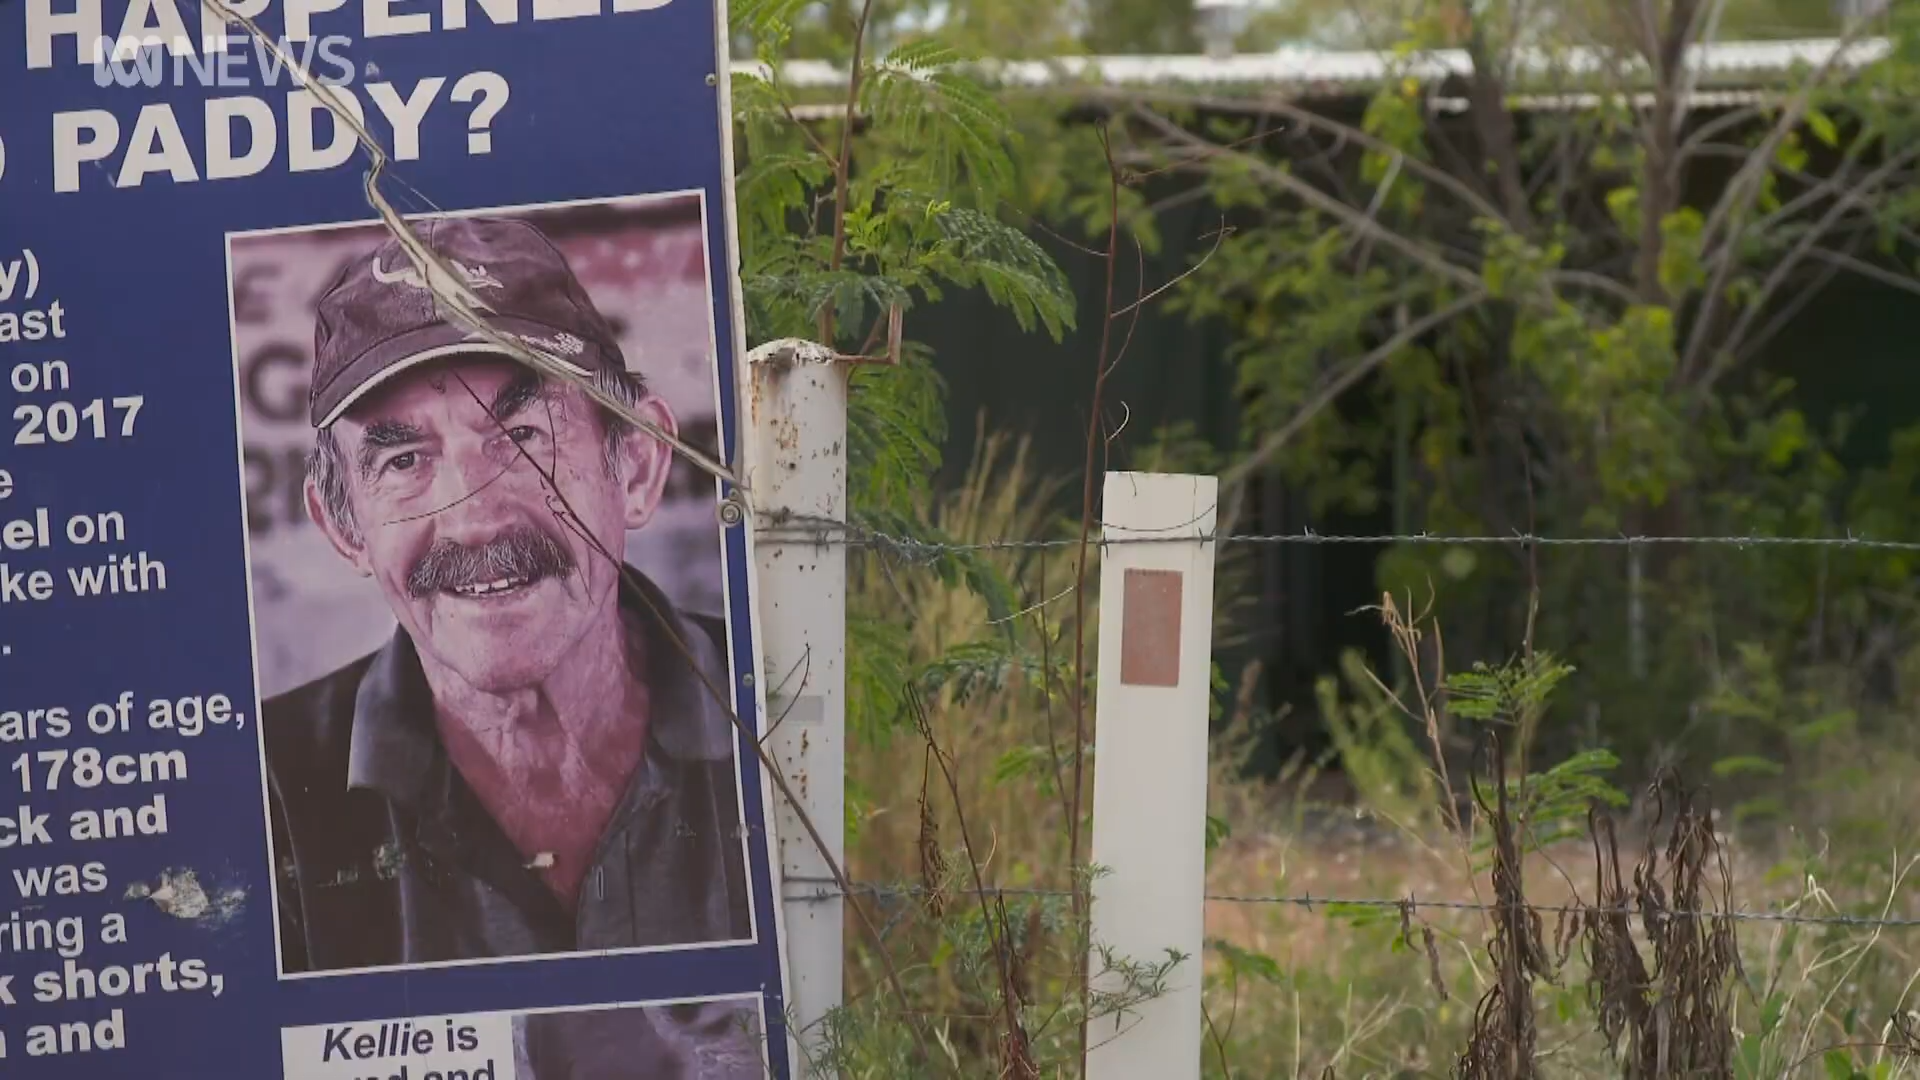 HAPPENED
NEWS
PADDY?
y)
ast
on
2017
e
el on
ke with
.
ars of age,
178cm
ck and
was
ring a
k shorts,
and
Kellie is
and